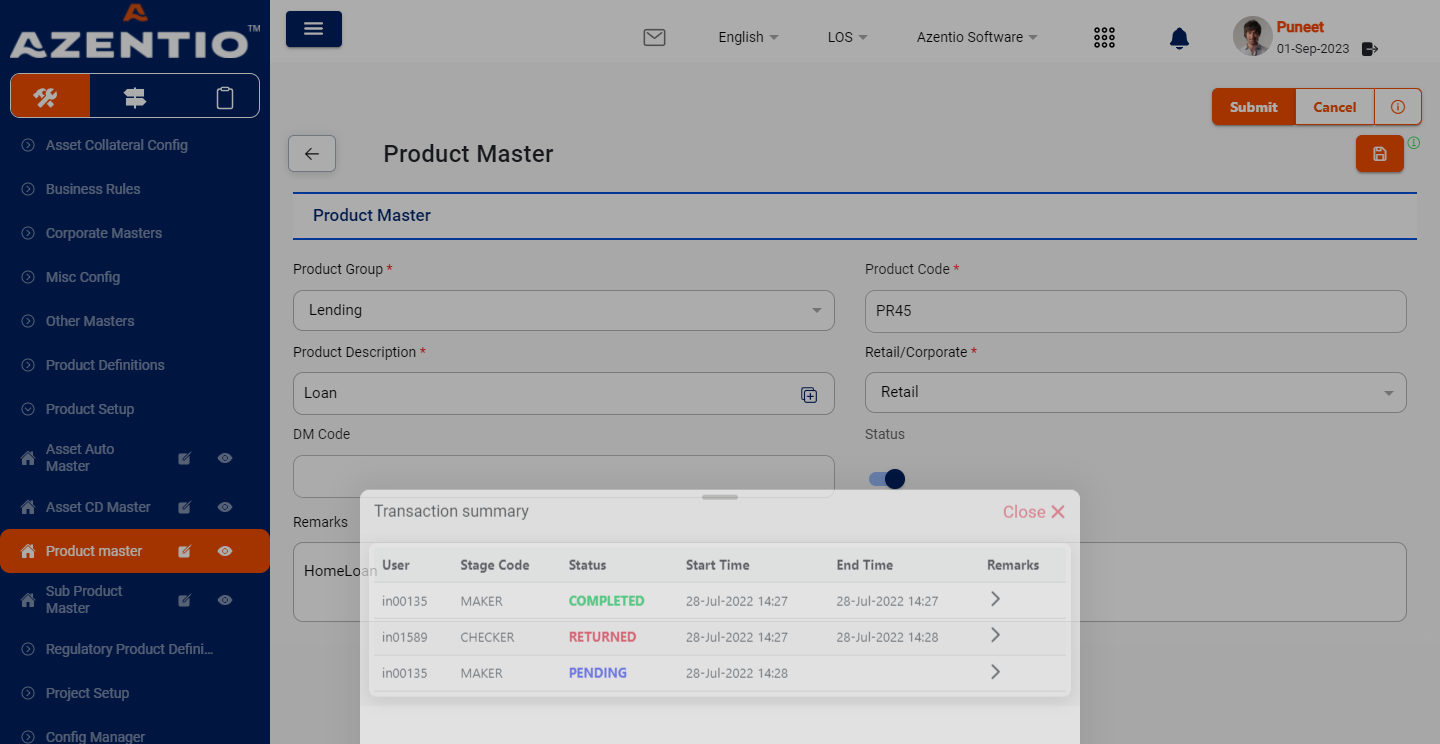 AZENTIO™
English
LOS
Azentio Software
Puneet
01-Sep-2023
Submit
Cancel
Product Master
Product Master
Asset Collateral Config
Business Rules
Corporate Masters
Misc Config
Other Masters
Product Definitions
Product Setup
Asset Auto
Master
Asset CD Master
Product master
Sub Product
Master
Regulatory Product Defini...
Project Setup
Config Manager
Product Group *
Product Code *
Lending
PR45
Product Description *
Retail/Corporate *
Loan
Retail
DM Code
Status
Remarks
HomeLoan
Transaction summary
Close
User Stage Code Status Start Time End Time Remarks
in00135 MAKER COMPLETED 28-Jul-2022 14:27 28-Jul-2022 14:27
in01589 CHECKER RETURNED 28-Jul-2022 14:27 28-Jul-2022 14:28
in00135 MAKER PENDING 28-Jul-2022 14:28